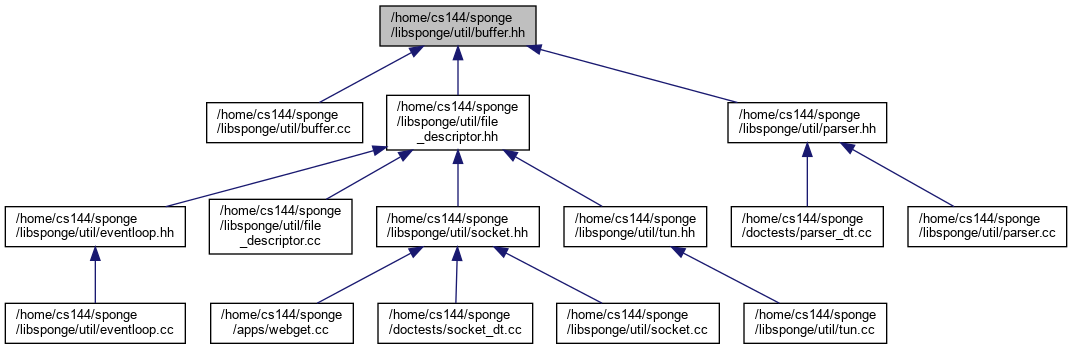 /home/cs144/sponge
/libsponge/util/buffer.hh
/home/cs144/sponge
/libsponge/util/buffer.cc
/home/cs144/sponge
/libsponge/util/file
_descriptor.hh
/home/cs144/sponge
/libsponge/util/parser.hh
/home/cs144/sponge
/libsponge/util/eventloop.hh
/home/cs144/sponge
/libsponge/util/file
_descriptor.cc
/home/cs144/sponge
/libsponge/util/socket.hh
/home/cs144/sponge
/libsponge/util/tun.hh
/home/cs144/sponge
/doctests/parser_dt.cc
/home/cs144/sponge
/libsponge/util/parser.cc
/home/cs144/sponge
/libsponge/util/eventloop.cc
/home/cs144/sponge
/apps/webget.cc
/home/cs144/sponge
/doctests/socket_dt.cc
/home/cs144/sponge
/libsponge/util/socket.cc
/home/cs144/sponge
/libsponge/util/tun.cc